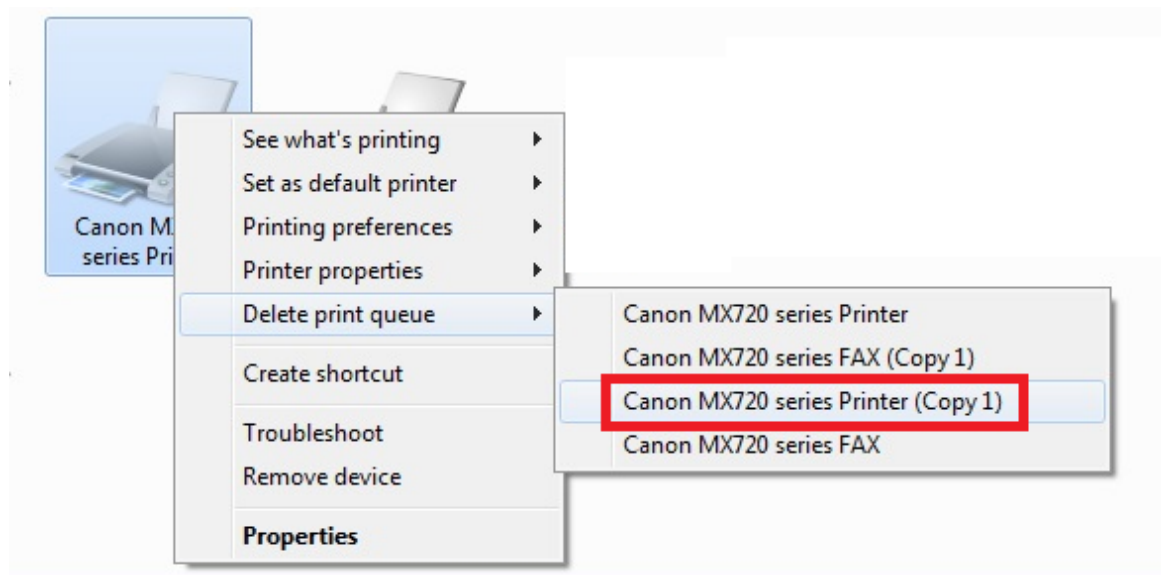 Canon M
series Pri
See what's printing
Set as default printer
Printing preferences
Printer properties
Delete print queue
Create shortcut
Troubleshoot
Remove device
Properties
Canon MX720 series Printer
Canon MX720 series FAX (Copy 1)
Canon MX720 series Printer (Copy 1)
Canon MX720 series FAX